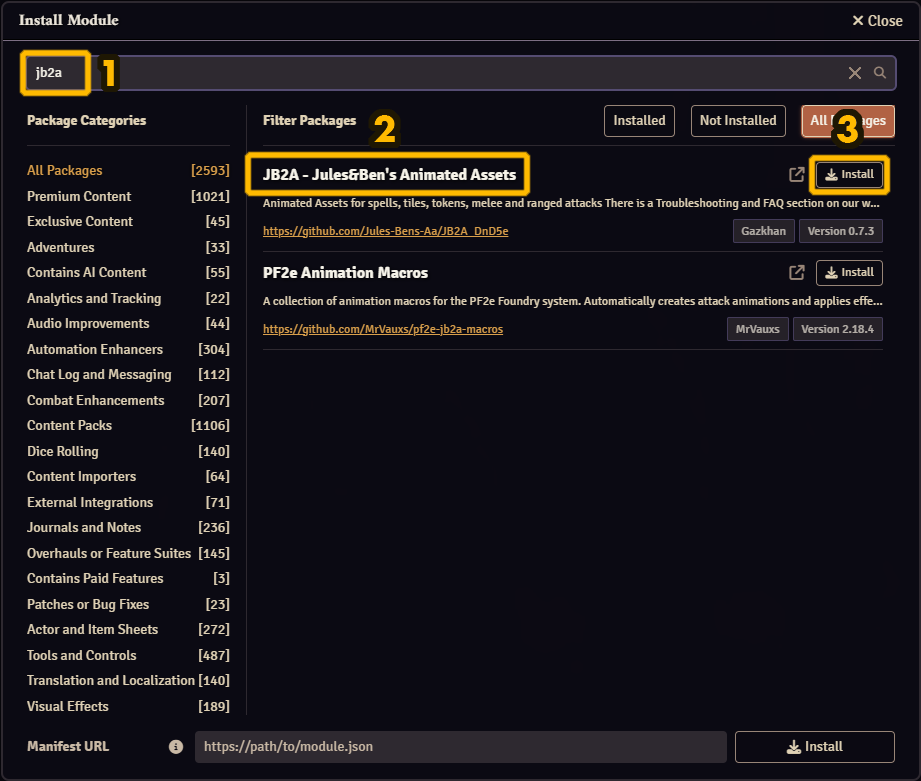 Install Module
✕ Close
jb2a
1
Package Categories
Filter Packages
2
Installed
Not Installed
All Packages
3
All Packages [2593]
Premium Content [1021]
Exclusive Content [45]
Adventures [33]
Contains AI Content [55]
Analytics and Tracking [22]
Audio Improvements [44]
Automation Enhancers [304]
Chat Log and Messaging [112]
Combat Enhancements [207]
Content Packs [1106]
Dice Rolling [140]
Content Importers [64]
External Integrations [71]
Journals and Notes [236]
Overhauls or Feature Suites [145]
Contains Paid Features [3]
Patches or Bug Fixes [23]
Actor and Item Sheets [272]
Tools and Controls [487]
Translation and Localization [140]
Visual Effects [189]
JB2A - Jules&Ben's Animated Assets
Install
Animated Assets for spells, tiles, tokens, melee and ranged attacks There is a Troubleshooting and FAQ section on our w...
https://github.com/Jules-Bens-Aa/JB2A_DnD5e
Gazkhan
Version 0.7.3
PF2e Animation Macros
Install
A collection of animation macros for the PF2e Foundry system. Automatically creates attack animations and applies effe...
https://github.com/MrVauxs/pf2e-jb2a-macros
MrVauxs
Version 2.18.4
Manifest URL
https://path/to/module.json
Install